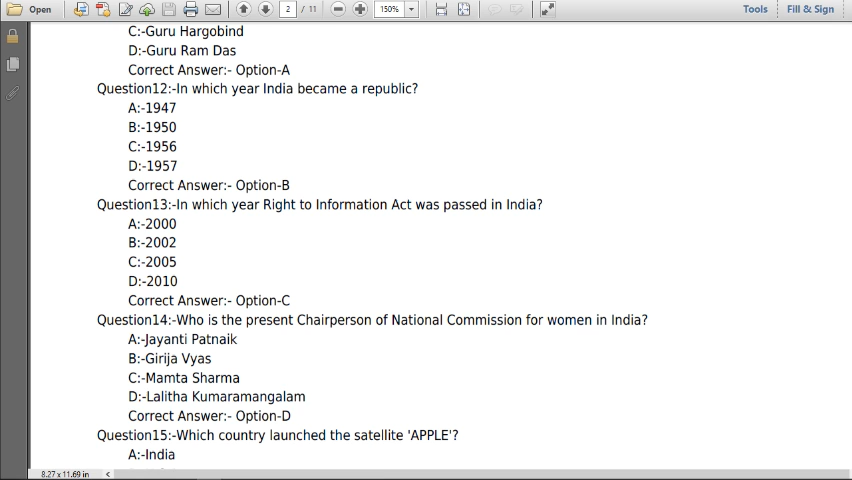 Open
2 / 11
150%
Tools
Fill & Sign
C:-Guru Hargobind
D:-Guru Ram Das
Correct Answer:- Option-A
Question12:-In which year India became a republic?
A:-1947
B:-1950
C:-1956
D:-1957
Correct Answer:- Option-B
Question13:-In which year Right to Information Act was passed in India?
A:-2000
B:-2002
C:-2005
D:-2010
Correct Answer:- Option-C
Question14:-Who is the present Chairperson of National Commission for women in India?
A:-Jayanti Patnaik
B:-Girija Vyas
C:-Mamta Sharma
D:-Lalitha Kumaramangalam
Correct Answer:- Option-D
Question15:-Which country launched the satellite 'APPLE'?
A:-India
8.27 x 11.69 in